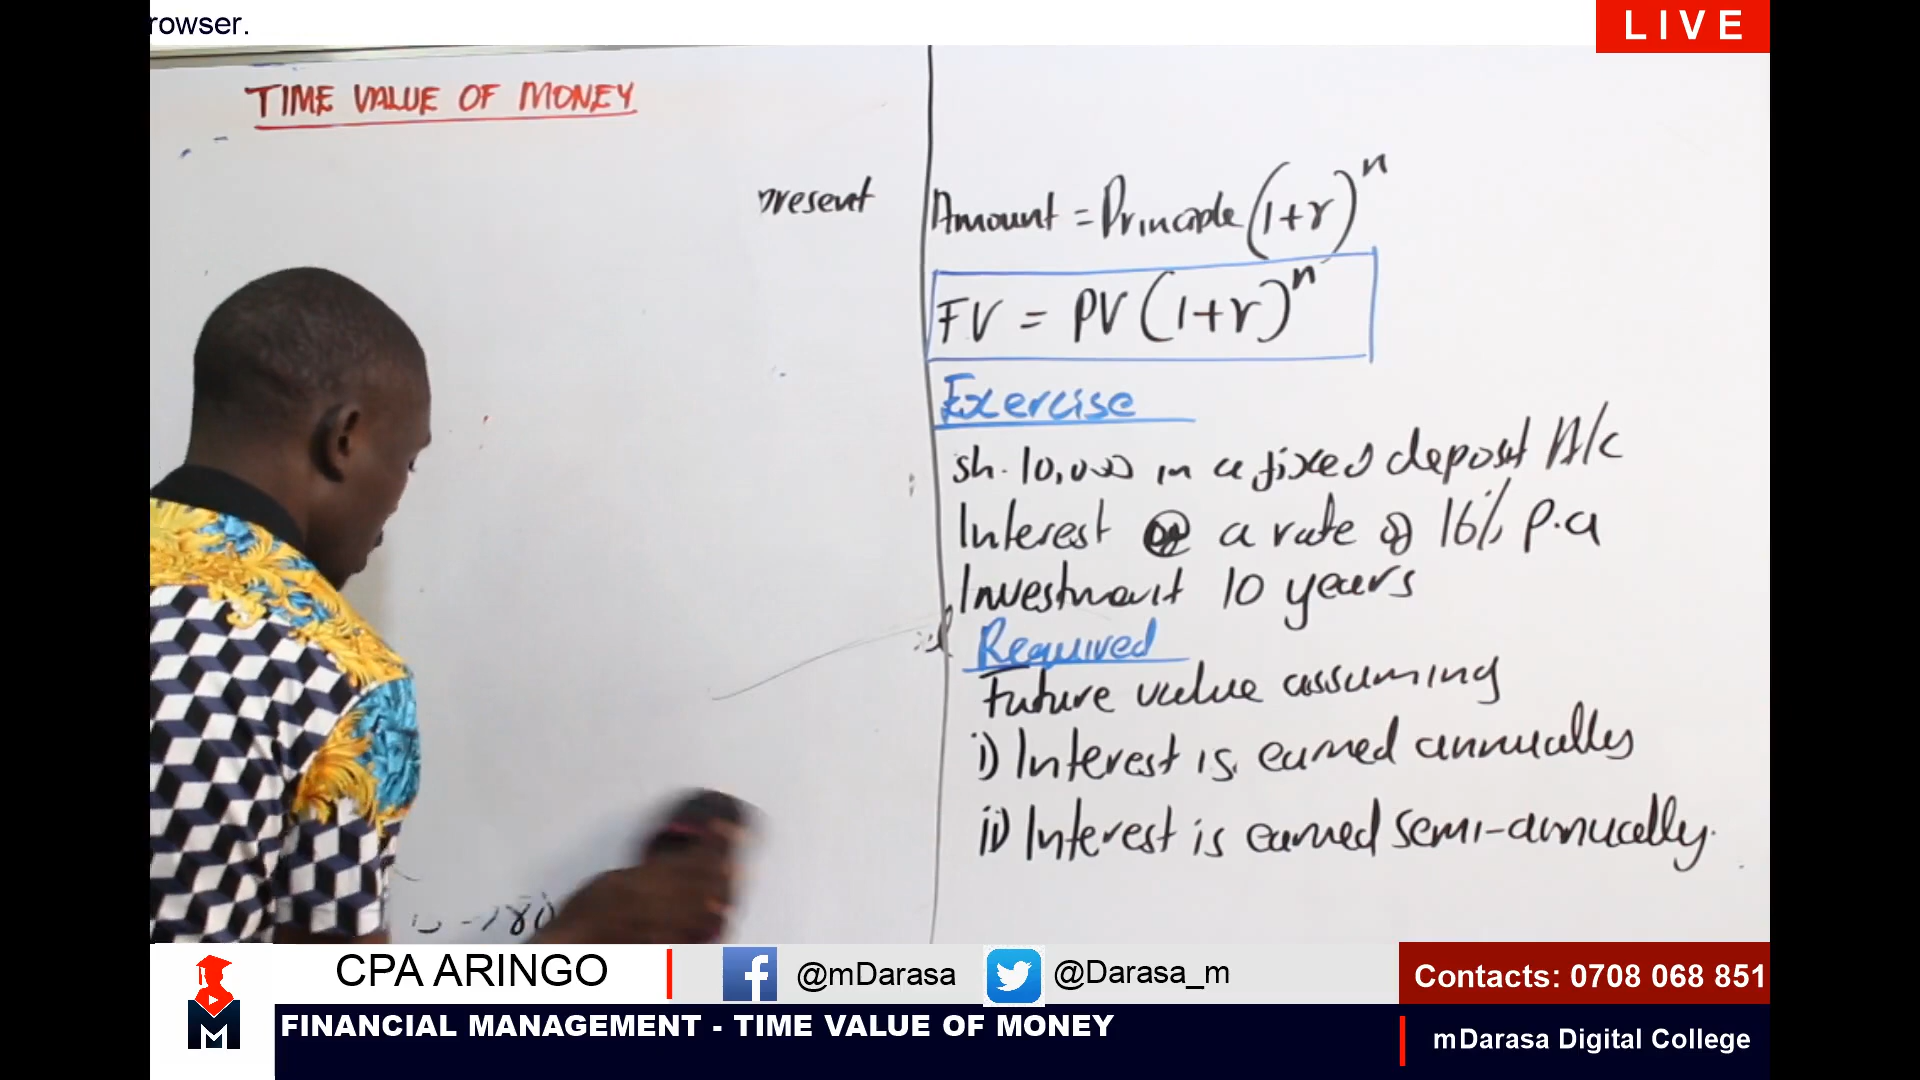 rowser.
LIVE
TIME VALUE OF MONEY
present
Amount = Principle (1+r)^n
FV = PV (1+r)^n
Exercise
sh. 10,000 in a fixed deposit A/c
Interest @ a rate of 16% p.a
Investment 10 years
Required
Future value assuming
i) Interest is earned annually
ii) Interest is earned semi-annually.
CPA ARINGO
@mDarasa
@Darasa_m
Contacts: 0708 068 851
M
FINANCIAL MANAGEMENT - TIME VALUE OF MONEY
mDarasa Digital College